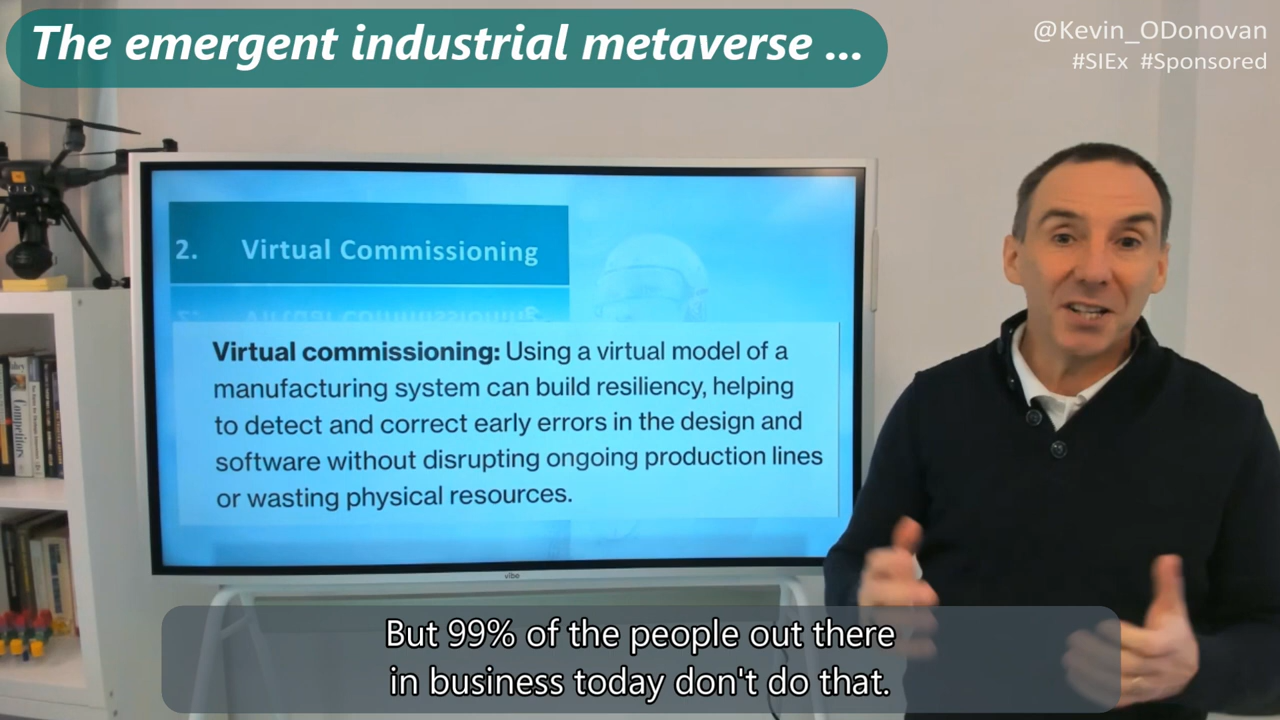 The emergent industrial metaverse ...
@Kevin_ODonovan
#SIEx #Sponsored
2. Virtual Commissioning
Virtual commissioning: Using a virtual model of a
manufacturing system can build resiliency, helping
to detect and correct early errors in the design and
software without disrupting ongoing production lines
or wasting physical resources.
vibe
Competitors
But 99% of the people out there
in business today don't do that.